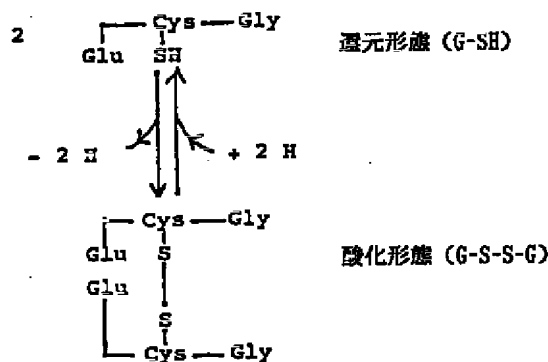 2
Cys — Gly
Glu SH
還元形態 (G-SH)
- 2 H + 2 H
Cys — Gly
Glu S
Glu
酸化形態 (G-S-S-G)
S
Cys — Gly